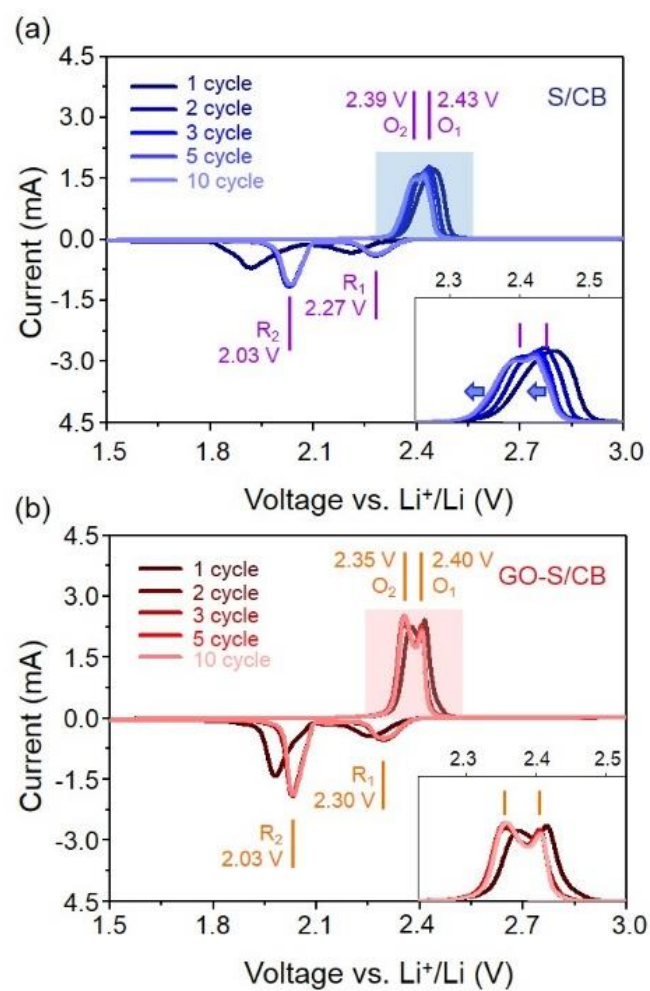 (a)
4.5
3.0
1.5
0.0
-1.5
-3.0
4.5
Current (mA)
1 cycle
2 cycle
3 cycle
5 cycle
10 cycle
2.39 V 2.43 V
O₂ O₁
S/CB
R₁
2.27 V
R₂
2.03 V
2.3 2.4 2.5
1.5 1.8 2.1 2.4 2.7 3.0
Voltage vs. Li⁺/Li (V)
(b)
4.5
3.0
1.5
0.0
-1.5
-3.0
4.5
Current (mA)
1 cycle
2 cycle
3 cycle
5 cycle
10 cycle
2.35 V 2.40 V
O₂ O₁
GO-S/CB
R₁
2.30 V
R₂
2.03 V
2.3 2.4 2.5
1.5 1.8 2.1 2.4 2.7 3.0
Voltage vs. Li⁺/Li (V)